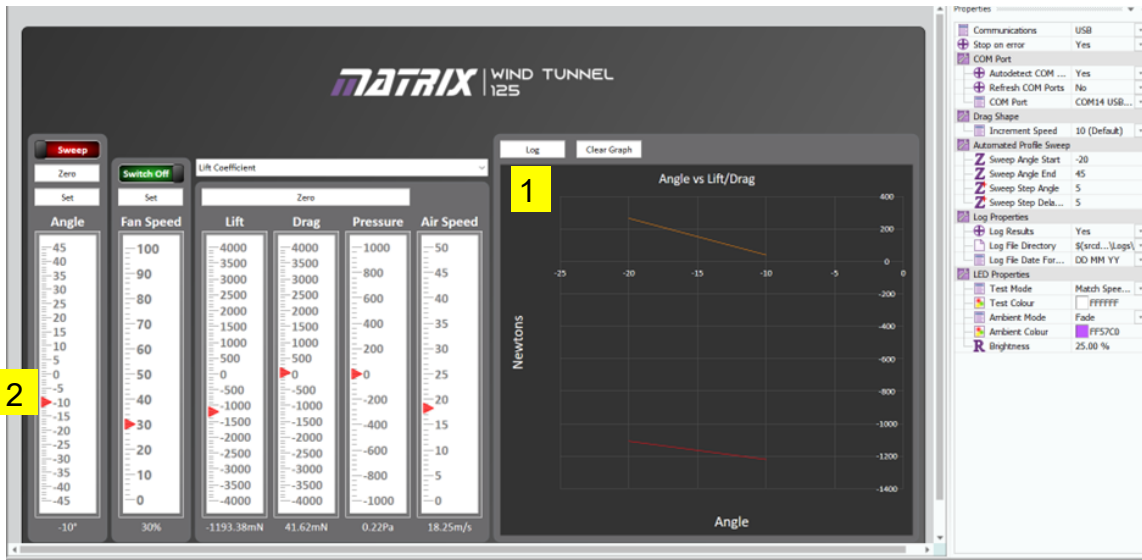 MATRIX WIND TUNNEL 125
Sweep
Zero
Set
Angle
45
40
35
30
25
20
15
10
5
0
-5
-10
-15
-20
-25
-30
-35
-40
-45
-10°
Switch Off
Set
Fan Speed
100
90
80
70
60
50
40
30
20
10
0
30%
Lift Coefficient
Zero
Lift
4000
3500
3000
2500
2000
1500
1000
500
0
-500
-1000
-1500
-2000
-2500
-3000
-3500
-4000
-1193.38mN
Drag
4000
3500
3000
2500
2000
1500
1000
500
0
-500
-1000
-1500
-2000
-2500
-3000
-3500
-4000
41.62mN
Pressure
1000
800
600
400
200
0
-200
-400
-600
-800
-1000
0.22Pa
Air Speed
50
45
40
35
30
25
20
15
10
5
0
18.25m/s
2
Log
Clear Graph
1
Angle vs Lift/Drag
400
200
-25
-20
-15
-10
-5
0
-200
-400
-600
-800
-1000
-1200
-1400
Newtons
Angle
Properties
Communications USB
Stop on error Yes
COM Port
Autodetect COM ... Yes
Refresh COM Ports No
COM Port COM14 USB...
Drag Shape
Increment Speed 10 (Default)
Automated Profile Sweep
Sweep Angle Start -20
Sweep Angle End 45
Sweep Step Angle 5
Sweep Step Dela... 5
Log Properties
Log Results Yes
Log File Directory $(srcd...\Logs\
Log File Date For... DD MM YY
LED Properties
Test Mode Match Spee...
Test Colour FFFFFF
Ambient Mode Fade
Ambient Colour FF57C0
Brightness 25.00 %